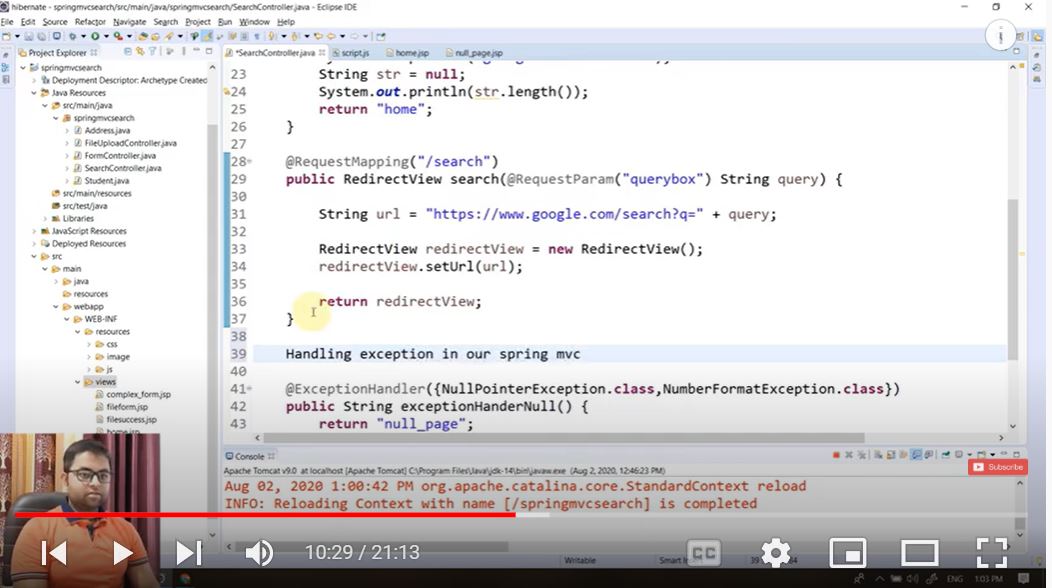 hibernate - springmvcsearch/src/main/java/springmvcsearch/SearchController.java - Eclipse IDE
File Edit Source Refactor Navigate Search Project Run Window Help
Project Explorer
*SearchController.java
script.js
home.jsp
null_page.jsp
springmvcsearch
Deployment Descriptor: Archetype Created
Java Resources
src/main/java
springmvcsearch
Address.java
FileUploadController.java
FormController.java
SearchController.java
Student.java
src/main/resources
src/test/java
Libraries
JavaScript Resources
Deployed Resources
src
main
java
resources
webapp
WEB-INF
resources
css
image
js
views
complex_form.jsp
fileform.jsp
filesuccess.jsp
home.jsp
23 String str = null;
24 System.out.println(str.length());
25 return "home";
26 }
27
28 @RequestMapping("/search")
29 public RedirectView search(@RequestParam("querybox") String query) {
30
31 String url = "https://www.google.com/search?q=" + query;
32
33 RedirectView redirectView = new RedirectView();
34 redirectView.setUrl(url);
35
36 return redirectView;
37 }
38
39 Handling exception in our spring mvc
40
41 @ExceptionHandler({NullPointerException.class,NumberFormatException.class})
42 public String exceptionHanderNull() {
43 return "null_page";
Console
Apache Tomcat v9.0 at localhost [Apache Tomcat] C:\Program Files\Java\jdk-14\bin\javaw.exe (Aug 2, 2020 12:46:23 PM)
Aug 02, 2020 1:00:42 PM org.apache.catalina.core.StandardContext reload
INFO: Reloading Context with name [/springmvcsearch] is completed
Subscribe
10:29 / 21:13
CC
Writable
ENG 1:03 PM